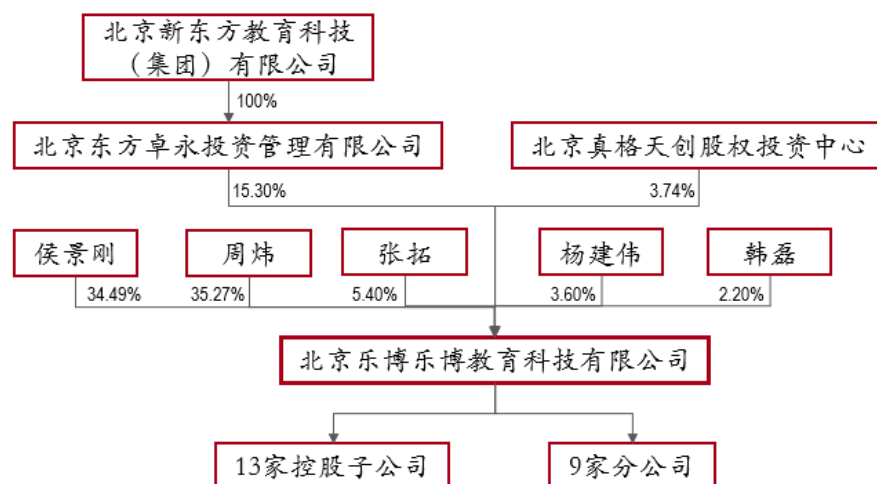 北京新东方教育科技
（集团）有限公司
100%
北京东方卓永投资管理有限公司
北京真格天创股权投资中心
15.30%
3.74%
侯景刚
周炜
张拓
杨建伟
韩磊
34.49%
35.27%
5.40%
3.60%
2.20%
北京乐博乐博教育科技有限公司
13家控股子公司
9家分公司